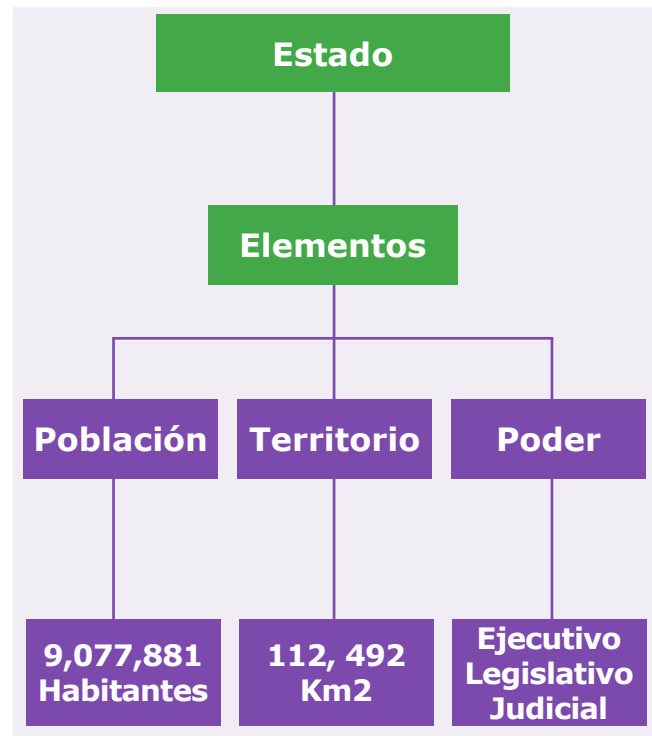 Estado
Elementos
Población
Territorio
Poder
9,077,881
Habitantes
112, 492
Km2
Ejecutivo
Legislativo
Judicial